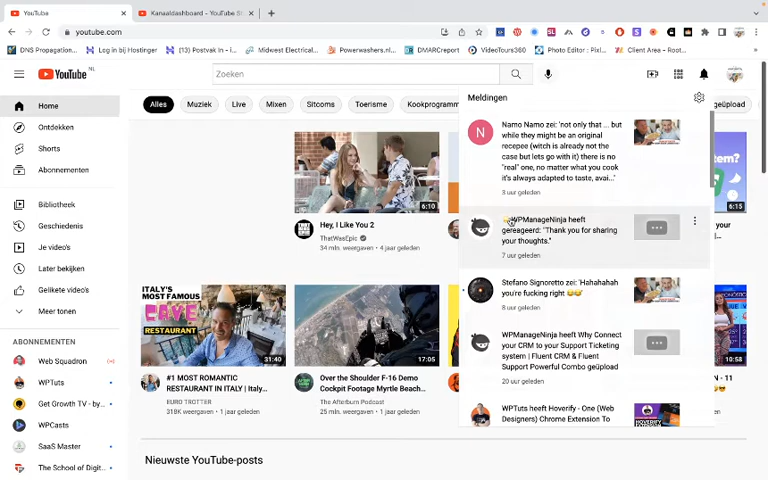 YouTube
Kanaaldashboard - YouTube St
youtube.com
DNS Propagation...
Log in bij Hostinger
(13) Postvak In - i...
Midwest Electrical...
Powerwashers.nl...
DMARCreport
VideoTours360
Photo Editor : Pixl...
Client Area - Root...
YouTube NL
Zoeken
Home
Ontdekken
Shorts
Abonnementen
Bibliotheek
Geschiedenis
Je video's
Later bekijken
Gelikete video's
Meer tonen
ABONNEMENTEN
Web Squadron
WPTuts
Get Growth TV - by...
WPCasts
SaaS Master
The School of Digit...
Alles
Muziek
Live
Mixen
Sitcoms
Toerisme
Kookprogramm
geüpload
6:10
Hey, I Like You 2
ThatWasEpic
34 mln. weergaven • 4 jaar geleden
6:15
ITALY'S
MOST FAMOUS
CAVE
RESTAURANT
31:40
#1 MOST ROMANTIC
RESTAURANT IN ITALY | Italy...
EURO TROTTER
318K weergaven • 1 jaar geleden
17:05
Over the Shoulder F-16 Demo
Cockpit Footage Myrtle Beach...
The Afterburn Podcast
25 mln. weergaven • 1 jaar geleden
10:58
Meldingen
N
Namo Namo zei: 'not only that ... but
while they might be an original
recepee (witch is already not the
case but lets go with it) there is no
"real" one, no matter what you cook
it's always adapted to taste, avai..."
3 uur geleden
WPManageNinja heeft
gereageerd: "Thank you for sharing
your thoughts."
7 uur geleden
Stefano Signoretto zei: "Hahahahah
you're fucking right
8 uur geleden
WPManageNinja heeft Why Connect
your CRM to your Support Ticketing
system | Fluent CRM & Fluent
Support Powerful Combo geüpload
20 uur geleden
WPTuts heeft Hoverify - One (Web
Designers) Chrome Extension To
Nieuwste YouTube-posts